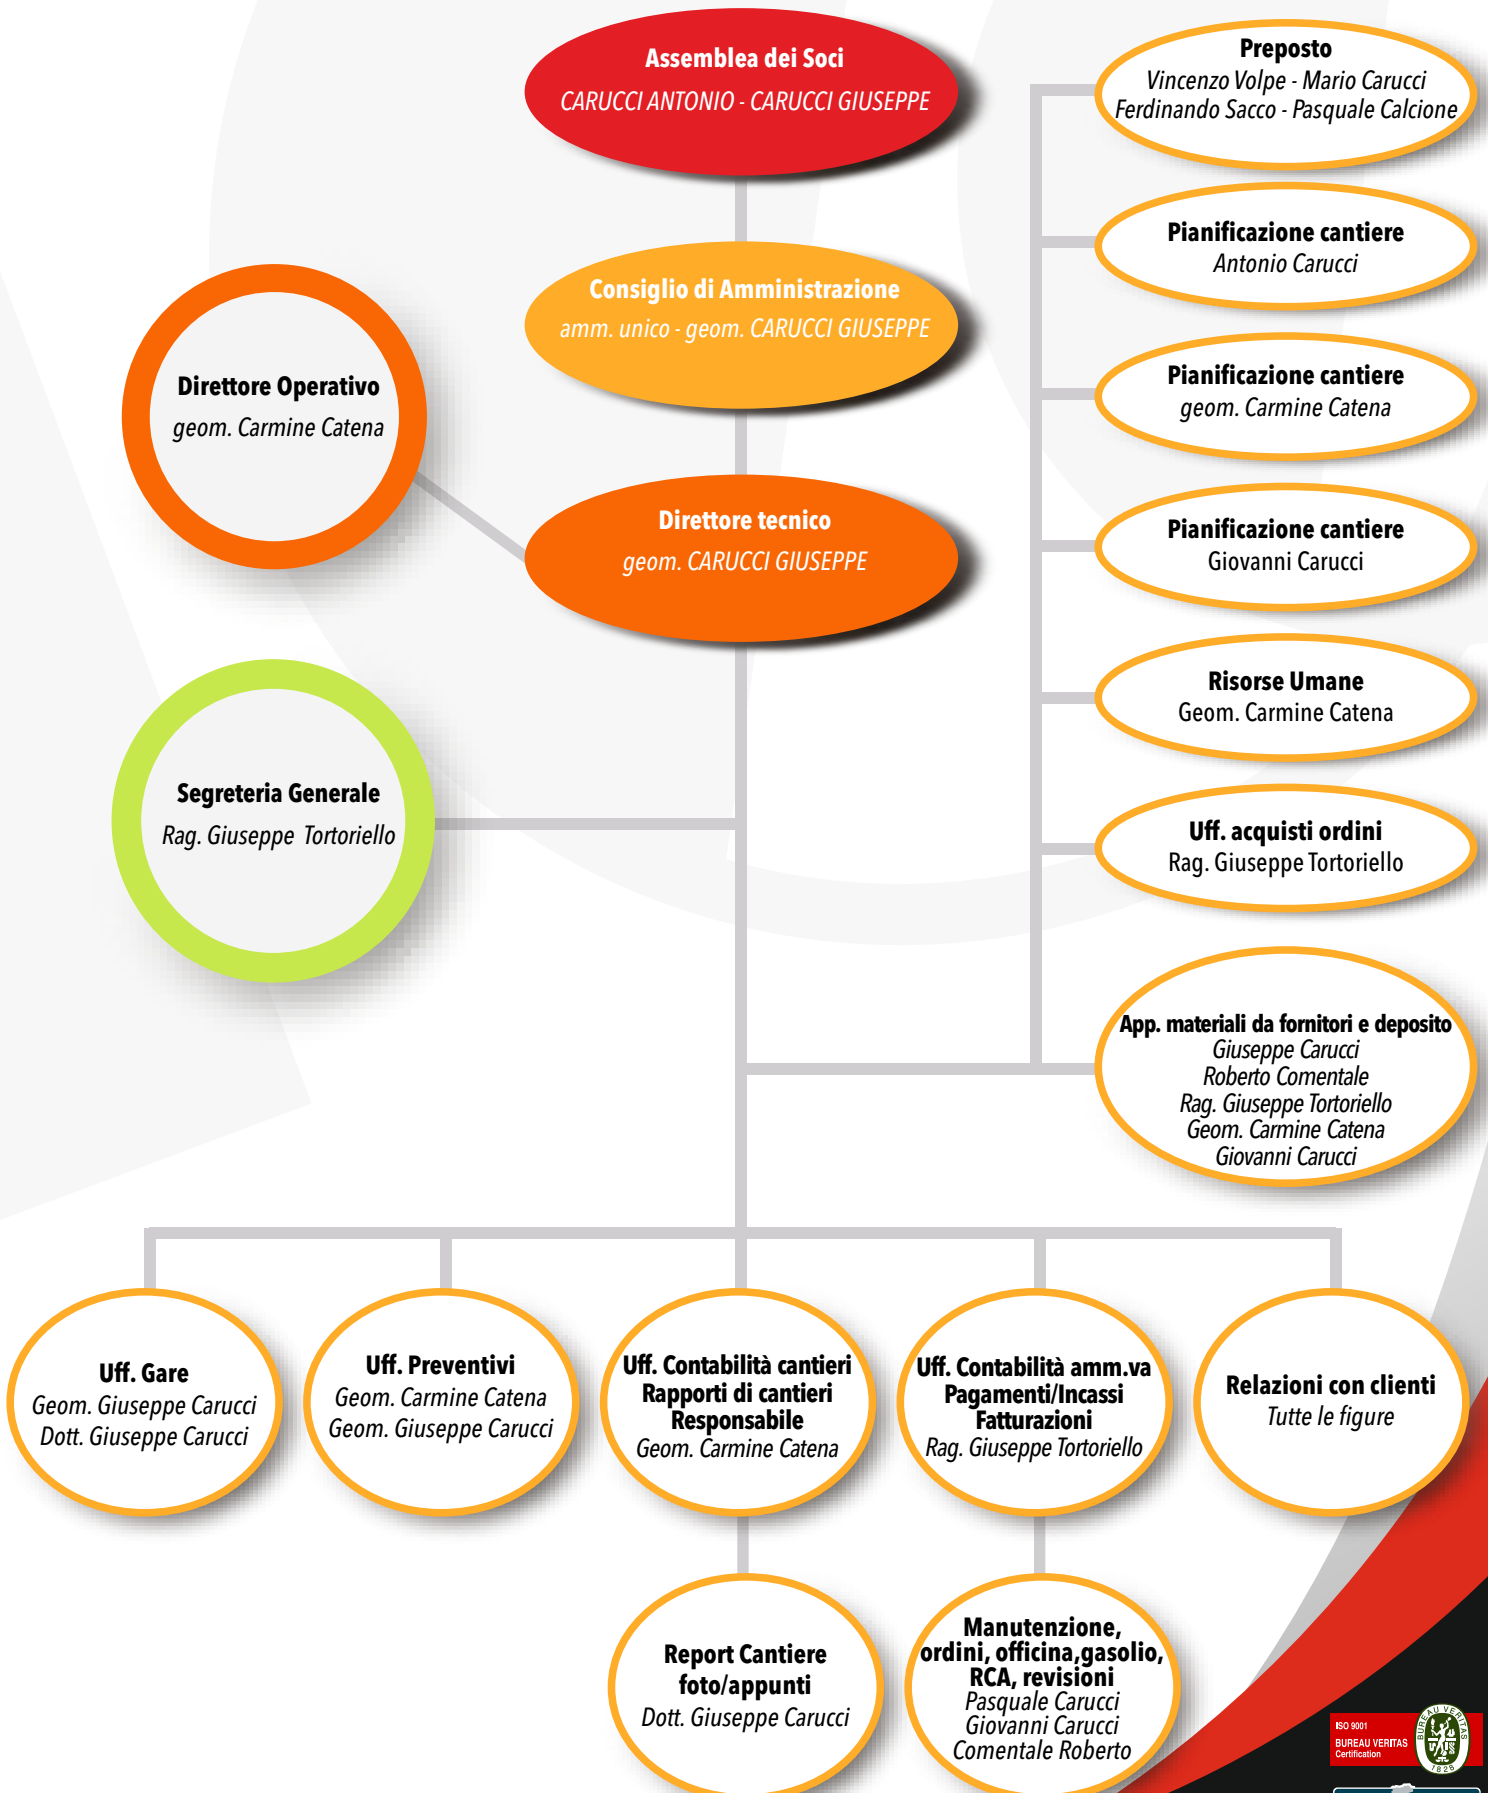 Assemblea dei Soci
CARUCCI ANTONIO - CARUCCI GIUSEPPE
Consiglio di Amministrazione
amm. unico - geom. CARUCCI GIUSEPPE
Direttore Operativo
geom. Carmine Catena
Direttore tecnico
geom. CARUCCI GIUSEPPE
Segreteria Generale
Rag. Giuseppe Tortoriello
Preposto
Vincenzo Volpe - Mario Carucci
Ferdinando Sacco - Pasquale Calcione
Pianificazione cantiere
Antonio Carucci
Pianificazione cantiere
geom. Carmine Catena
Pianificazione cantiere
Giovanni Carucci
Risorse Umane
Geom. Carmine Catena
Uff. acquisti ordini
Rag. Giuseppe Tortoriello
App. materiali da fornitori e deposito
Giuseppe Carucci
Roberto Comentale
Rag. Giuseppe Tortoriello
Geom. Carmine Catena
Giovanni Carucci
Uff. Gare
Geom. Giuseppe Carucci
Dott. Giuseppe Carucci
Uff. Preventivi
Geom. Carmine Catena
Geom. Giuseppe Carucci
Uff. Contabilità cantieri
Rapporti di cantieri
Responsabile
Geom. Carmine Catena
Uff. Contabilità amm.va
Pagamenti/Incassi
Fatturazioni
Rag. Giuseppe Tortoriello
Relazioni con clienti
Tutte le figure
Report Cantiere
foto/appunti
Dott. Giuseppe Carucci
Manutenzione,
ordini, officina,gasolio,
RCA, revisioni
Pasquale Carucci
Giovanni Carucci
Comentale Roberto
ISO 9001
BUREAU VERITAS
Certification
BUREAU VERITAS
1828